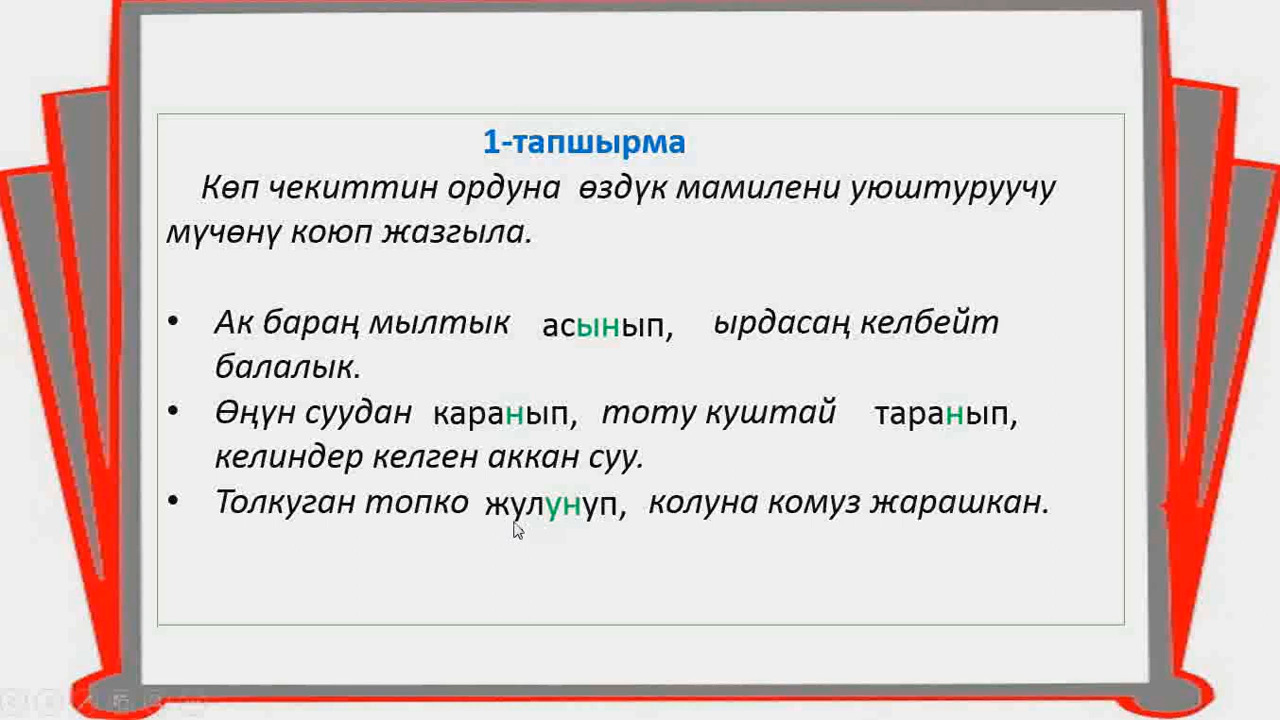 1-тапшырма
Көп чекиттин ордуна өздүк мамилени уюштуруучу
мүчөнү коюп жазгыла.
• Ак бараң мылтык асынып, ырдасаң келбейт
балалык.
• Өңүн суудан каранып, тоту куштай таранып,
келиндер келген аккан суу.
• Толкуган топко жулунуп, колуна комуз жарашкан.